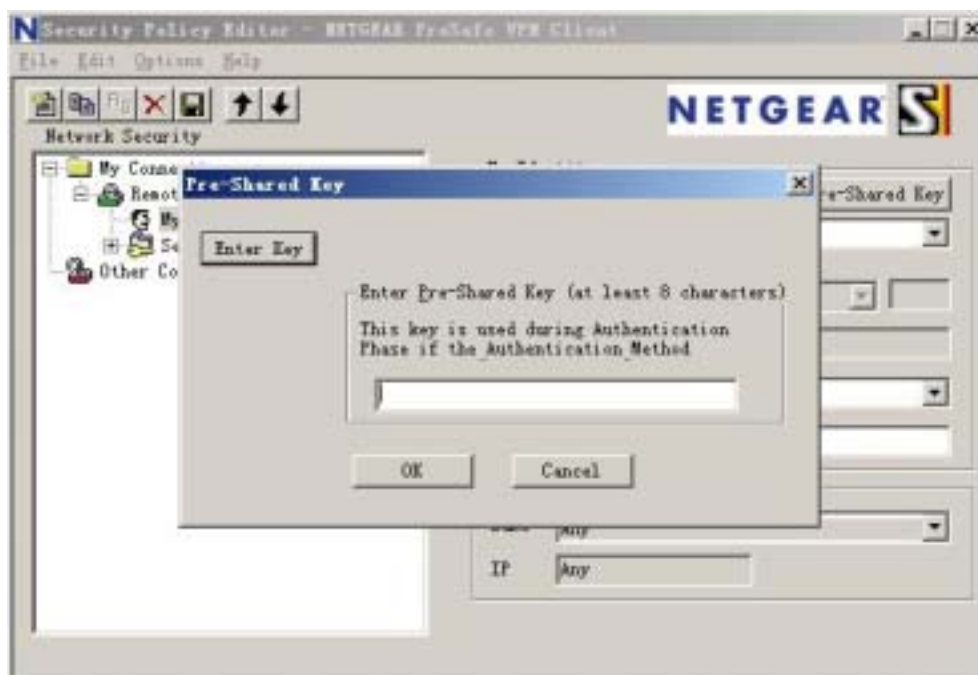 Security Policy Editor - NETGEAR ProSafe VPN Client
File Edit Options Help
NETGEAR
Network Security
My Conne
Pre-Shared Key
e-Shared Key
Remot
My
Se
Enter Key
Other Co
Enter Pre-Shared Key (at least 8 characters)
This key is used during Authentication
Phase if the Authentication Method
OK Cancel
Any
IP Any